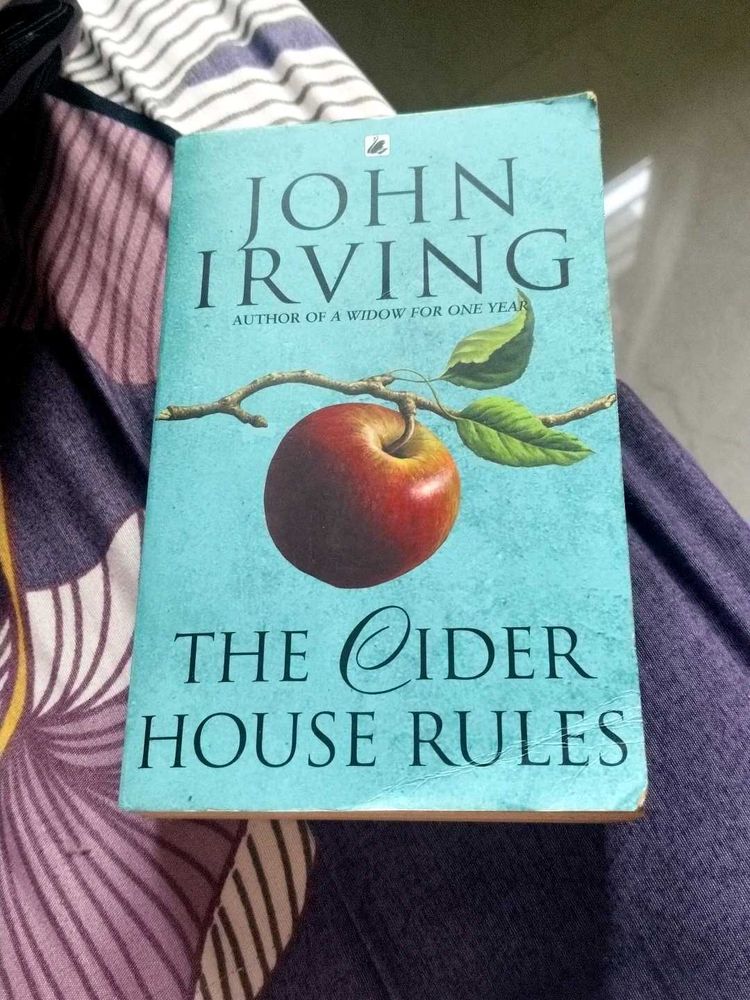 JOHN
IRVING
AUTHOR OF A WIDOW FOR ONE YEAR
THE CIDER
HOUSE RULES